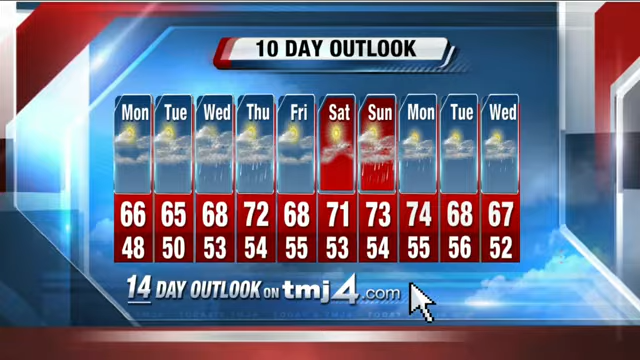 10 DAY OUTLOOK
Mon Tue Wed Thu Fri Sat Sun Mon Tue Wed
66 65 68 72 68 71 73 74 68 67
48 50 53 54 55 53 54 55 56 52
14 DAY OUTLOOK ON tmj4.com